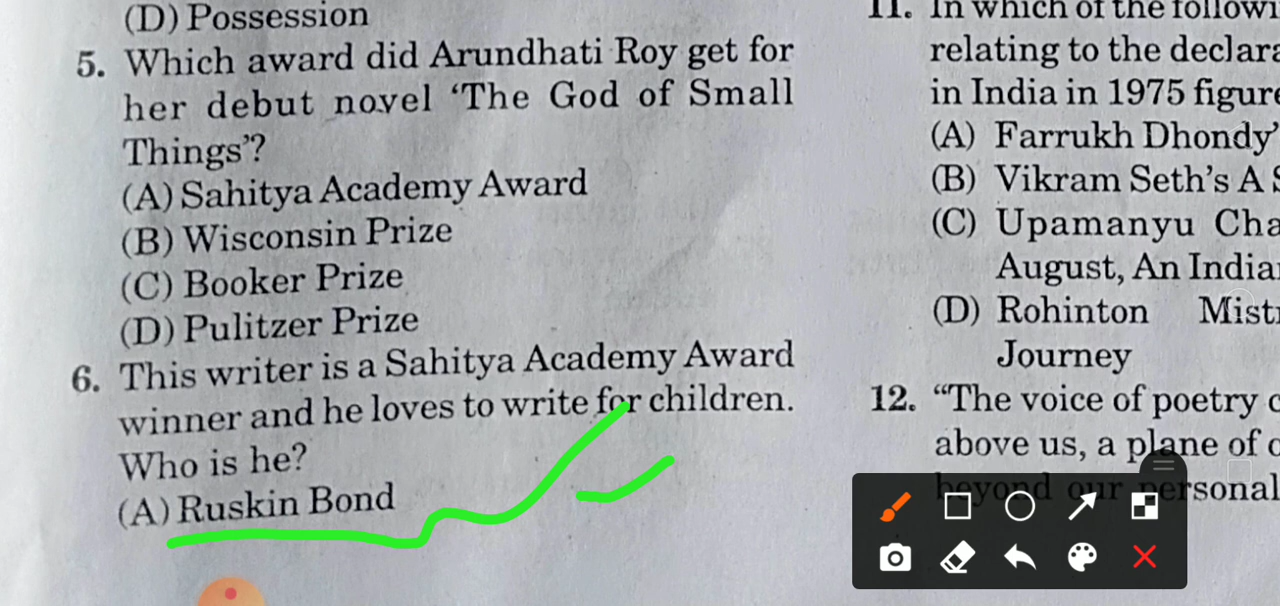 (D) Possession
5. Which award did Arundhati Roy get for
her debut novel ‘The God of Small
Things’?
(A) Sahitya Academy Award
(B) Wisconsin Prize
(C) Booker Prize
(D) Pulitzer Prize
6. This writer is a Sahitya Academy Award
winner and he loves to write for children.
Who is he?
(A) Ruskin Bond
11. In which of the followi
relating to the declara
in India in 1975 figure
(A) Farrukh Dhondy’
(B) Vikram Seth’s A S
(C) Upamanyu Cha
August, An India
(D) Rohinton Mist
Journey
12. “The voice of poetry c
above us, a plane of
beyond our personal